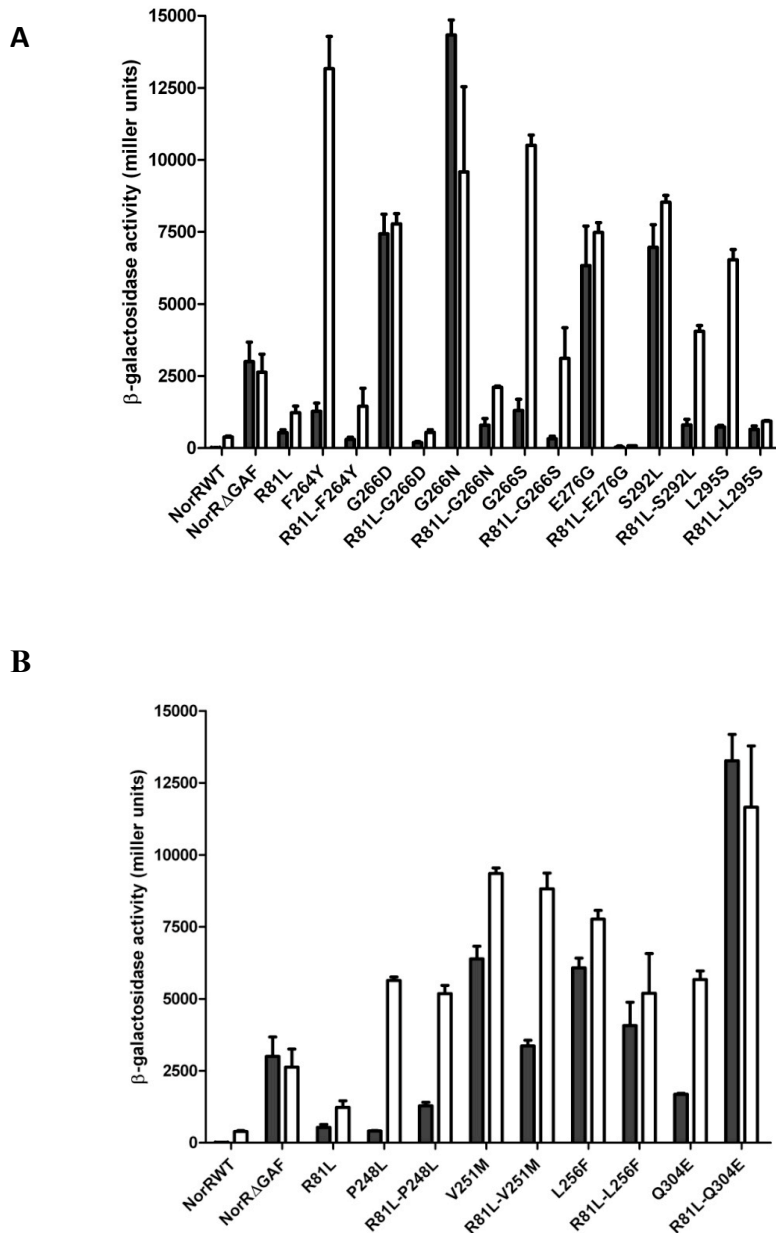 A
β-galactosidase activity (miller units)
15000
12500
10000
7500
5000
2500
0
NorRWT
NorRΔGAF
R81L
F264Y
R81L-F264Y
G266D
R81L-G266D
G266N
R81L-G266N
G266S
R81L-G266S
E276G
R81L-E276G
S292L
R81L-S292L
L295S
R81L-L295S
B
β-galactosidase activity (miller units)
15000
12500
10000
7500
5000
2500
0
NorRWT
NorRΔGAF
R81L
P248L
R81L-P248L
V251M
R81L-V251M
L256F
R81L-L256F
Q304E
R81L-Q304E